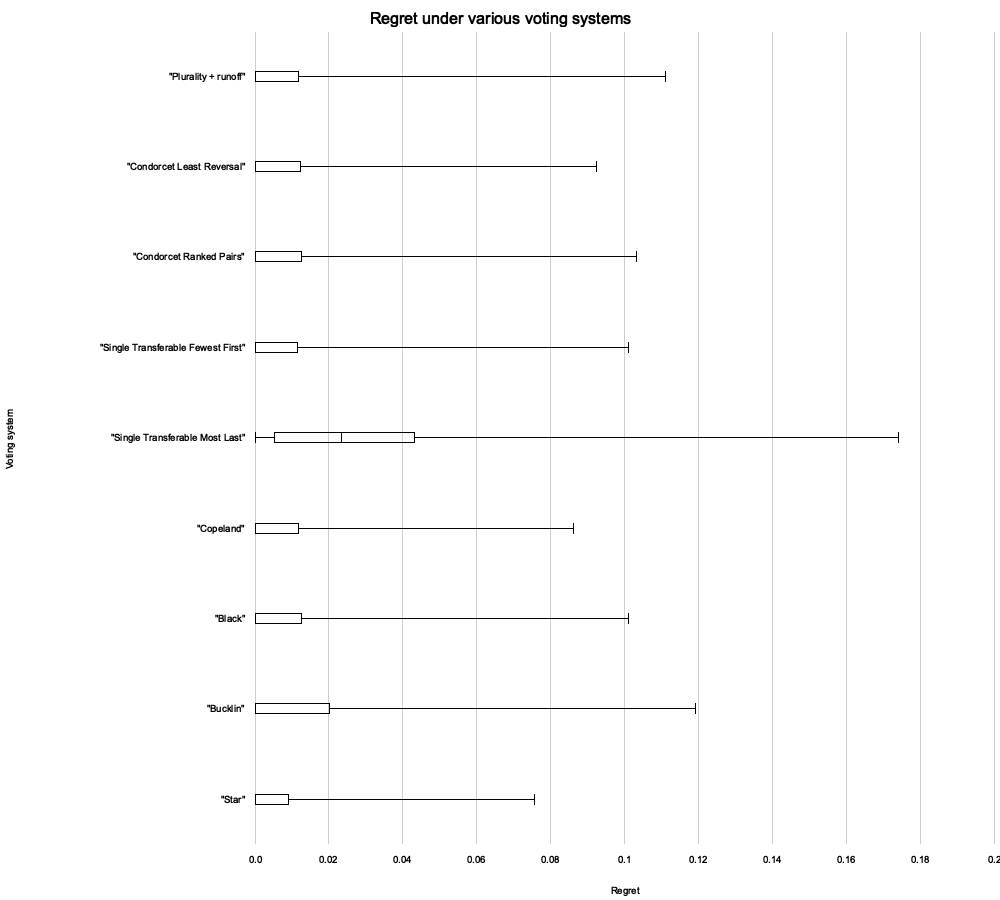 Regret under various voting systems
"Plurality + runoff"
"Condorcet Least Reversal"
"Condorcet Ranked Pairs"
"Single Transferable Fewest First"
"Single Transferable Most Last"
"Copeland"
"Black"
"Bucklin"
"Star"
Voting system
0.0 0.02 0.04 0.06 0.08 0.1 0.12 0.14 0.16 0.18 0.2
Regret